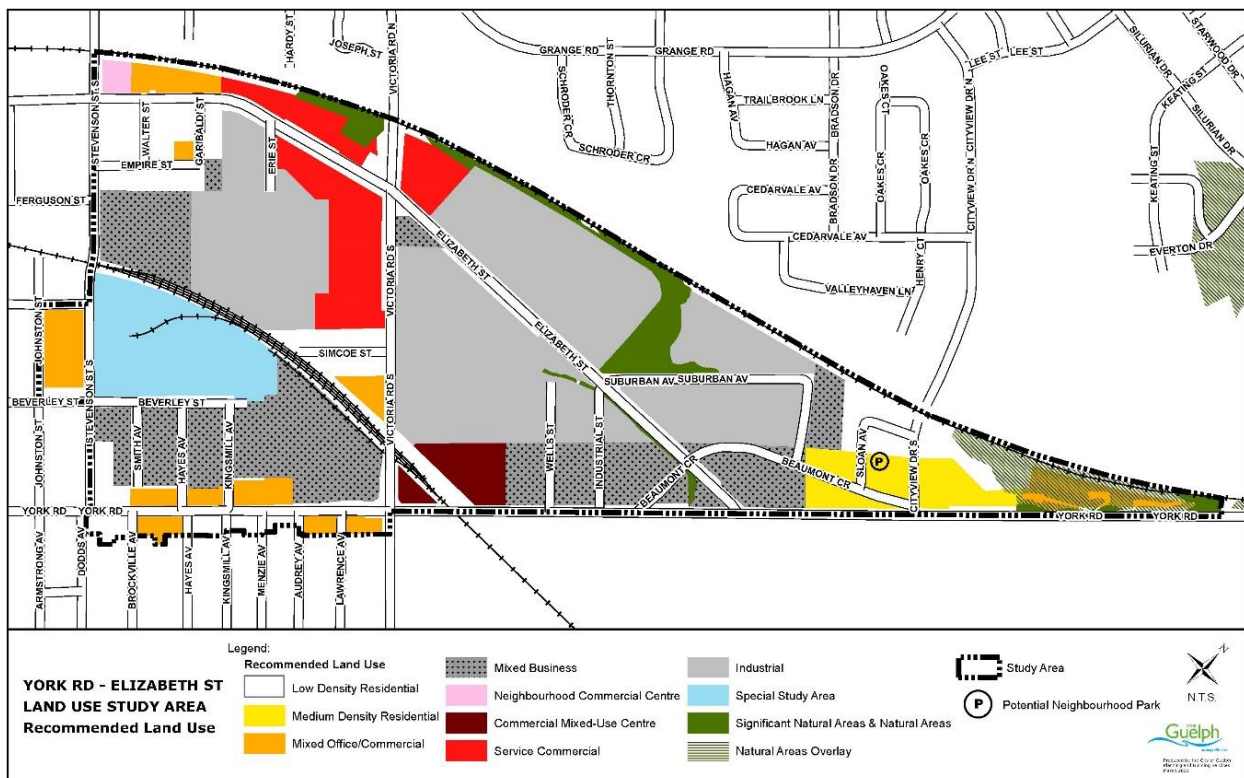 HARDY ST
JOSEPH ST
VICTORIA RD N
GRANGE RD
GRANGE RD
SCHRODER CR
THORNTON ST
SCHRODER CR
HAGAN AV
TRAILBROOK LN
HAGAN AV
BRADSON DR
BRADSON DR
CEDARVALE AV
CEDARVALE AV
VALLEYHAVEN LN
OAKES CT
OAKES CR
OAKES CR
HENRY CT
CITYVIEW DR N
CITYVIEW DR N
LEE ST
LEE ST
SILURIAN DR
SILURIAN DR
STARWOOD DR
KEATING ST
KEATING ST
EVERTON DR
STEVENSON ST S
WALTER ST
GARIBALDI ST
EMPIRE ST
ERIE ST
FERGUSON ST
ELIZABETH ST
ELIZABETH ST
VICTORIA RD S
VICTORIA RD S
SIMCOE ST
JOHNSTON ST
JOHNSTON ST
STEVENSON ST S
BEVERLEY ST
BEVERLEY ST
SMITH AV
HAYES AV
KINGSMILL AV
SUBURBAN AV
SUBURBAN AV
WELLS ST
INDUSTRIAL ST
BEAUMONT CR
BEAUMONT CR
SLOAN AV
P
CITYVIEW DR S
YORK RD
YORK RD
YORK RD
YORK RD
ARMSTRONG AV
DODDS AV
BROCKVILLE AV
HAYES AV
KINGSMILL AV
MENZIE AV
AUDREY AV
LAWRENCE AV
YORK RD - ELIZABETH ST
LAND USE STUDY AREA
Recommended Land Use
Legend:
Recommended Land Use
Low Density Residential
Medium Density Residential
Mixed Office/Commercial
Mixed Business
Neighbourhood Commercial Centre
Commercial Mixed-Use Centre
Service Commercial
Industrial
Special Study Area
Significant Natural Areas & Natural Areas
Natural Areas Overlay
Study Area
P
Potential Neighbourhood Park
N
N.T.S.
Guelph